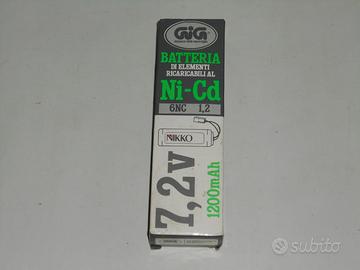 GiG
BATTERIA
DI ELEMENTI
RICARICABILI AL
Ni-Cd
6NC 1,2
NIKKO
7,2v
1200mAh
subito